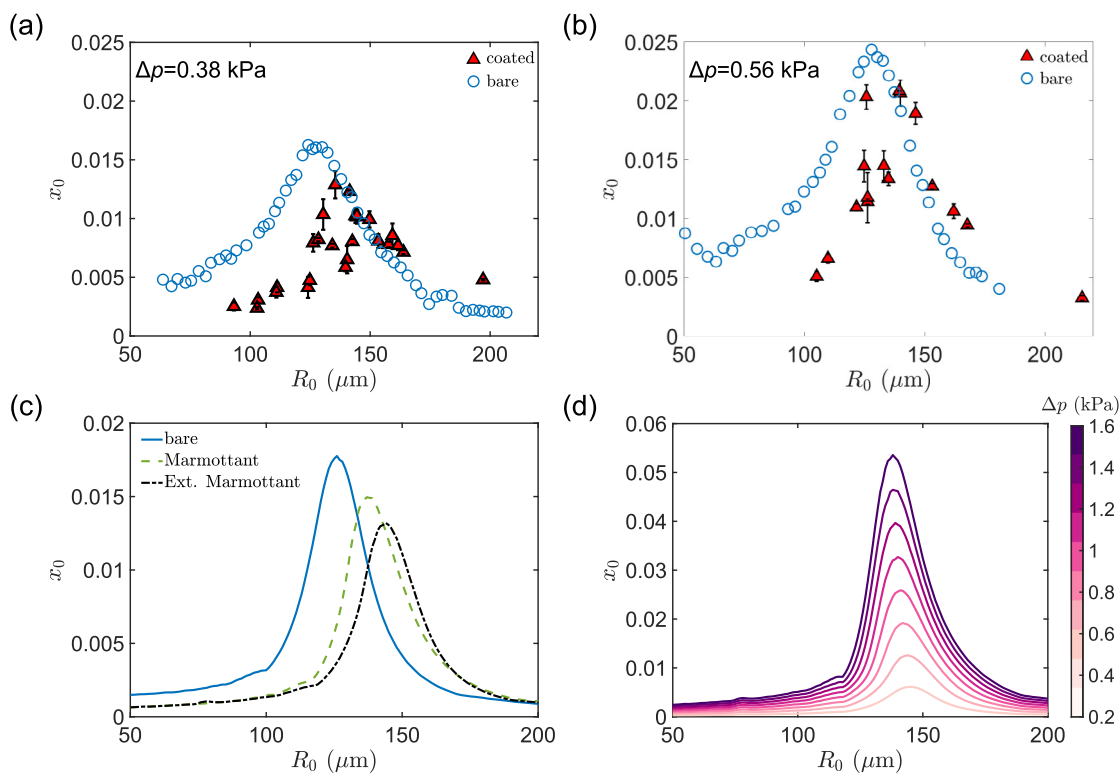 (a)
0.025
0.02
0.015
0.01
0.005
0
x₀
Δp=0.38 kPa
coated
bare
50
100
150
200
R₀ (μm)
(b)
0.025
0.02
0.015
0.01
0.005
0
x₀
Δp=0.56 kPa
coated
bare
50
100
150
200
R₀ (μm)
(c)
0.02
0.015
0.01
0.005
0
x₀
bare
Marmottant
Ext. Marmottant
50
100
150
200
R₀ (μm)
(d)
0.06
0.05
0.04
0.03
0.02
0.01
0
x₀
50
100
150
200
R₀ (μm)
Δp (kPa)
1.6
1.4
1.2
1
0.8
0.6
0.4
0.2